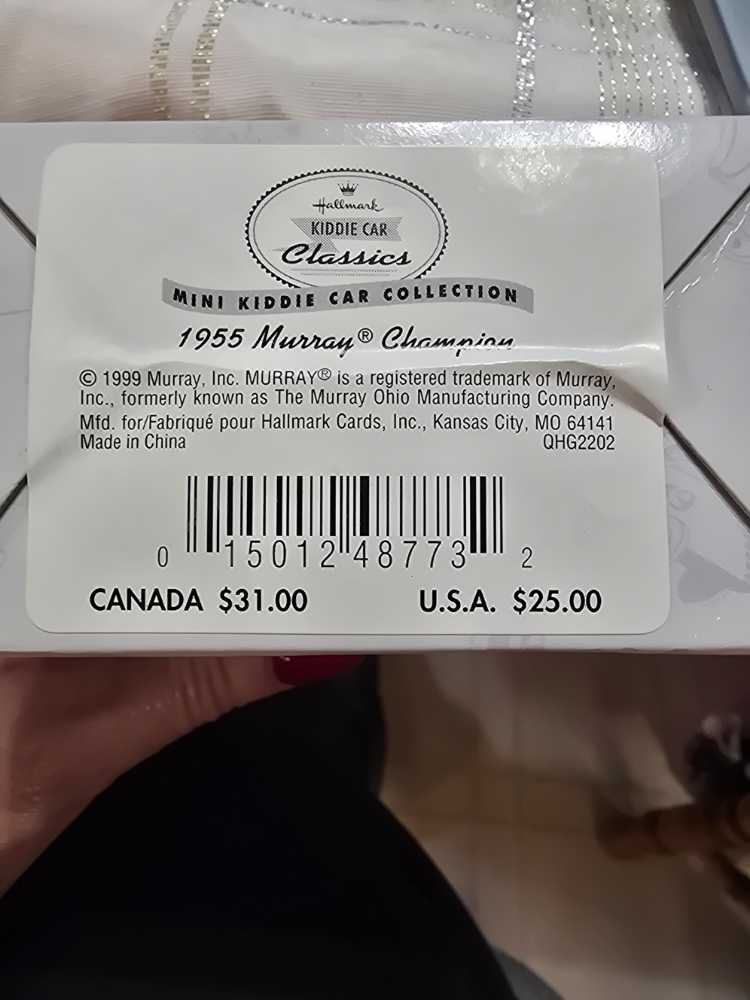 Hallmark
KIDDIE CAR
Classics
MINI KIDDIE CAR COLLECTION
1955 Murray® Champion
© 1999 Murray, Inc. MURRAY® is a registered trademark of Murray,
Inc., formerly known as The Murray Ohio Manufacturing Company.
Mfd. for/Fabriqué pour Hallmark Cards, Inc., Kansas City, MO 64141
Made in China QHG2202
0 15012 48773 2
CANADA $31.00 U.S.A. $25.00